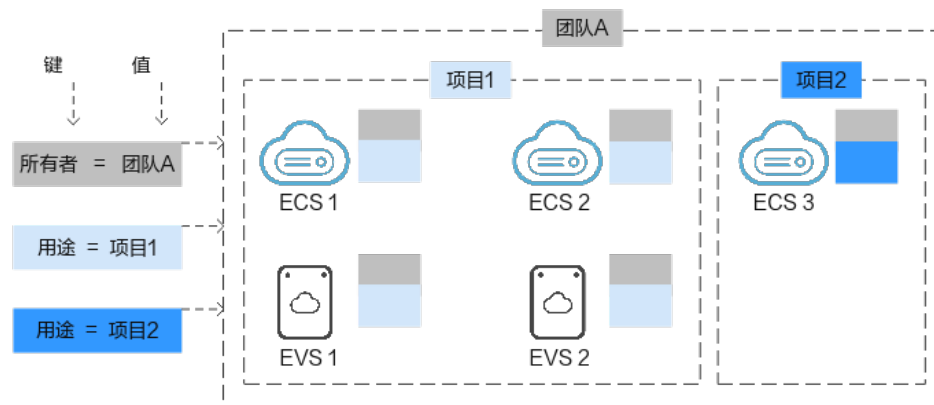 团队A
键 值
项目1 项目2
所有者 = 团队A
ECS 1 ECS 2 ECS 3
用途 = 项目1
用途 = 项目2
EVS 1 EVS 2